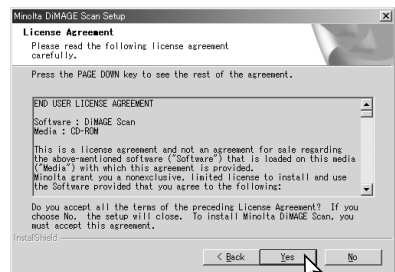 Minolta DiMAGE Scan Setup
License Agreement
Please read the following license agreement
carefully.
Press the PAGE DOWN key to see the rest of the agreement.
END USER LICENSE AGREEMENT
Software : DiMAGE Scan
Media : CD-ROM
This is a license agreement and not an agreement for sale regarding
the above-mentioned software ("Software") that is loaded on this media
("Media") with which this agreement is provided.
Minolta grant you a nonexclusive, limited license to install and use
the Software provided that you agree to the following:
Do you accept all the terms of the preceding License Agreement? If you
choose No, the setup will close. To install Minolta DiMAGE Scan, you
must accept this agreement.
InstallShield
< Back Yes No